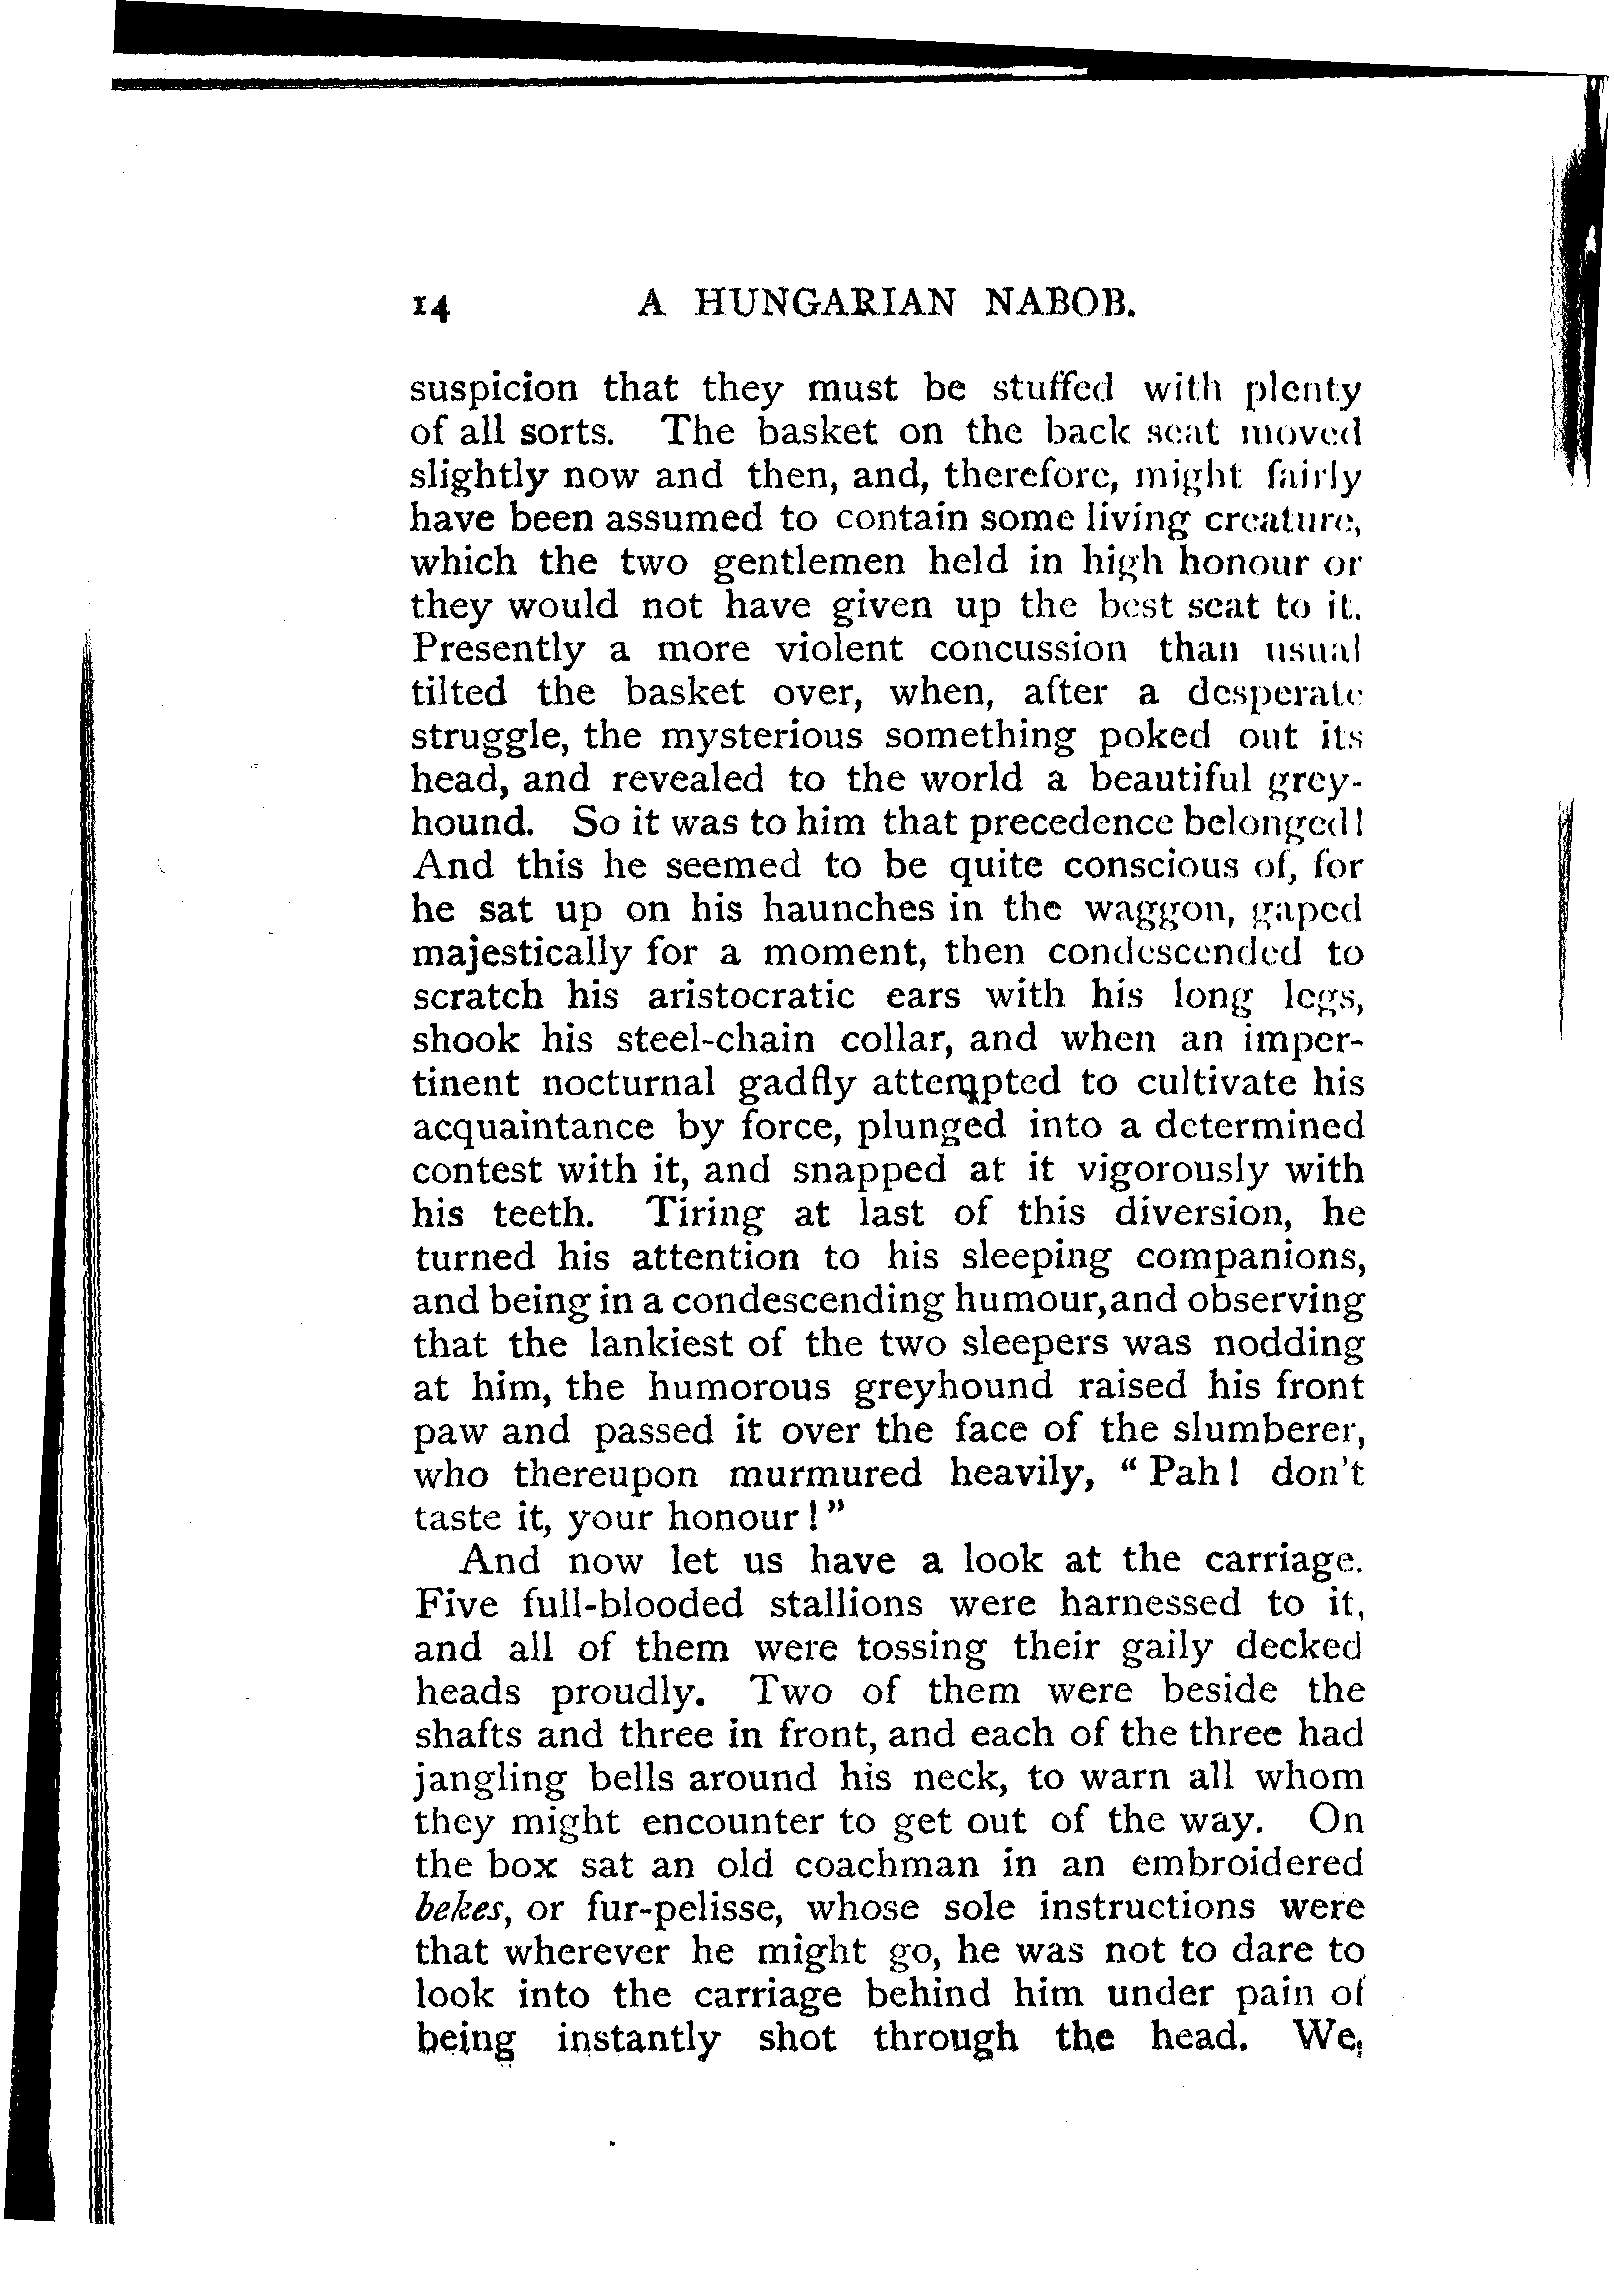 14 A HUNGARIAN NABOB.
suspicion that they must be stuffed with plenty
of all sorts. The basket on the back seat moved
slightly now and then, and, therefore, might fairly
have been assumed to contain some living creature,
which the two gentlemen held in high honour or
they would not have given up the best seat to it.
Presently a more violent concussion than usual
tilted the basket over, when, after a desperate
struggle, the mysterious something poked out its
head, and revealed to the world a beautiful grey-
hound. So it was to him that precedence belonged!
And this he seemed to be quite conscious of, for
he sat up on his haunches in the waggon, gaped
majestically for a moment, then condescended to
scratch his aristocratic ears with his long legs,
shook his steel-chain collar, and when an imper-
tinent nocturnal gadfly attempted to cultivate his
acquaintance by force, plunged into a determined
contest with it, and snapped at it vigorously with
his teeth. Tiring at last of this diversion, he
turned his attention to his sleeping companions,
and being in a condescending humour, and observing
that the lankiest of the two sleepers was nodding
at him, the humorous greyhound raised his front
paw and passed it over the face of the slumberer,
who thereupon murmured heavily, "Pah! don't
taste it, your honour!"
And now let us have a look at the carriage.
Five full-blooded stallions were harnessed to it,
and all of them were tossing their gaily decked
heads proudly. Two of them were beside the
shafts and three in front, and each of the three had
jangling bells around his neck, to warn all whom
they might encounter to get out of the way. On
the box sat an old coachman in an embroidered
bekes, or fur-pelisse, whose sole instructions were
that wherever he might go, he was not to dare to
look into the carriage behind him under pain of
being instantly shot through the head. We,